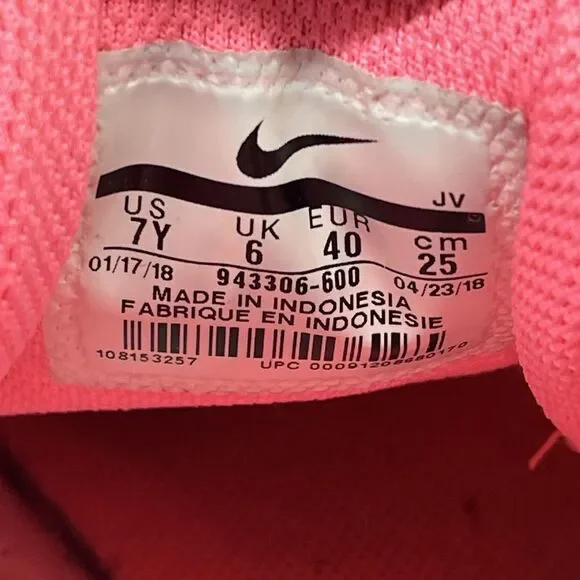 JV
US UK EUR cm
7Y 6 40 25
01/17/18 943306-600 04/23/18
MADE IN INDONESIA
FABRIQUE EN INDONESIE
108153257 UPC